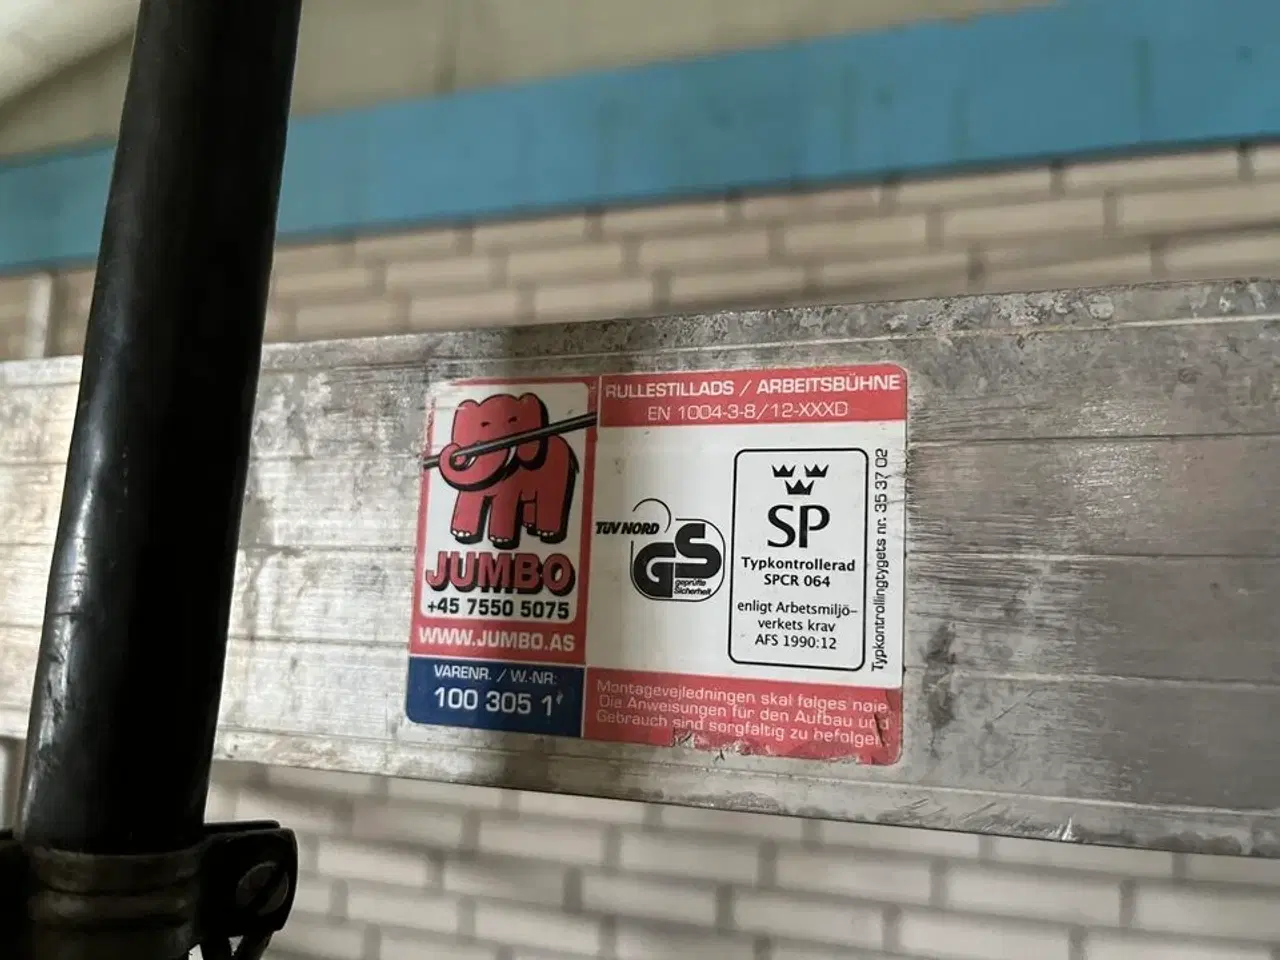 JUMBO
+45 7550 5075
WWW.JUMBO.AS
VARENR. / W.-NR:
100 305 1
RULLESTILLADS / ARBEITSBÜHNE
EN 1004-3-8/12-XXXD
TÜV NORD
GS
geprüfte
Sicherheit
SP
Typkontrollerad
SPCR 064
enligt Arbetsmiljö-
verkets krav
AFS 1990:12
Typkontrollingtygets nr. 35 37 02
Montagevejledningen skal følges nøje
Die Anweisungen für den Aufbau und
Gebrauch sind sorgfältig zu befolgen